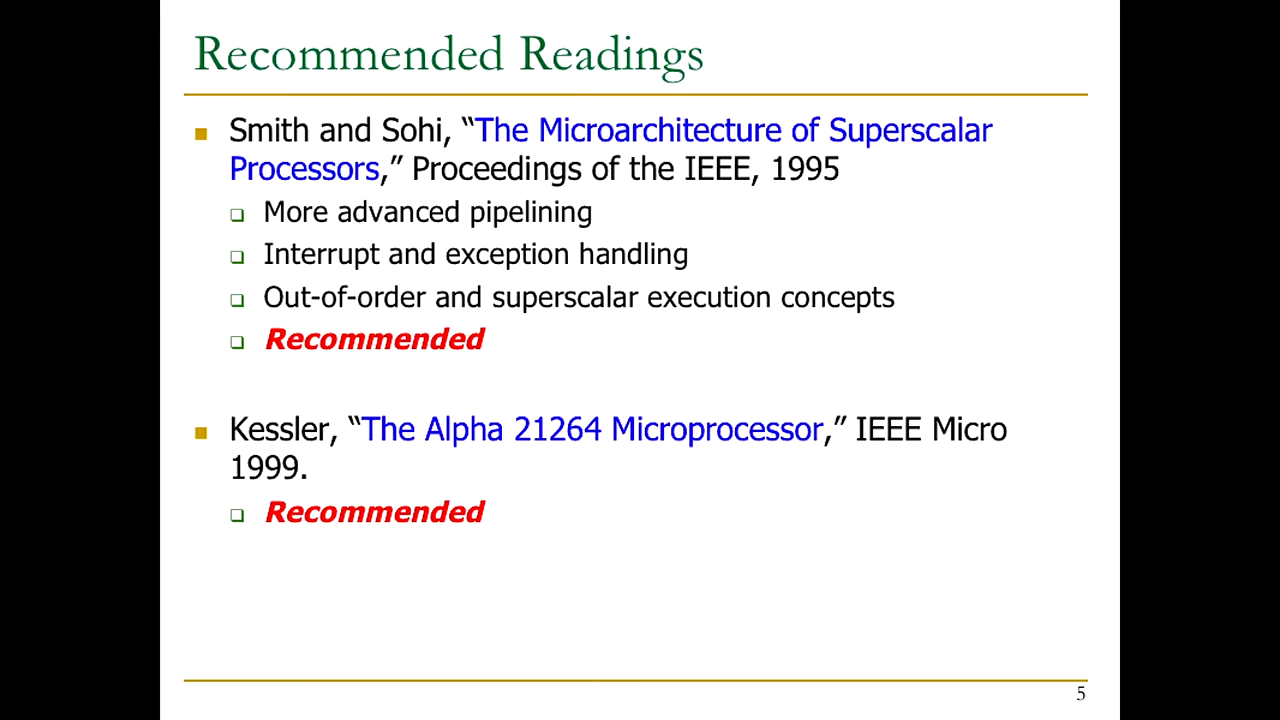 Recommended Readings
Smith and Sohi, “The Microarchitecture of Superscalar
Processors,” Proceedings of the IEEE, 1995
More advanced pipelining
Interrupt and exception handling
Out-of-order and superscalar execution concepts
Recommended
Kessler, “The Alpha 21264 Microprocessor,” IEEE Micro
1999.
Recommended
5